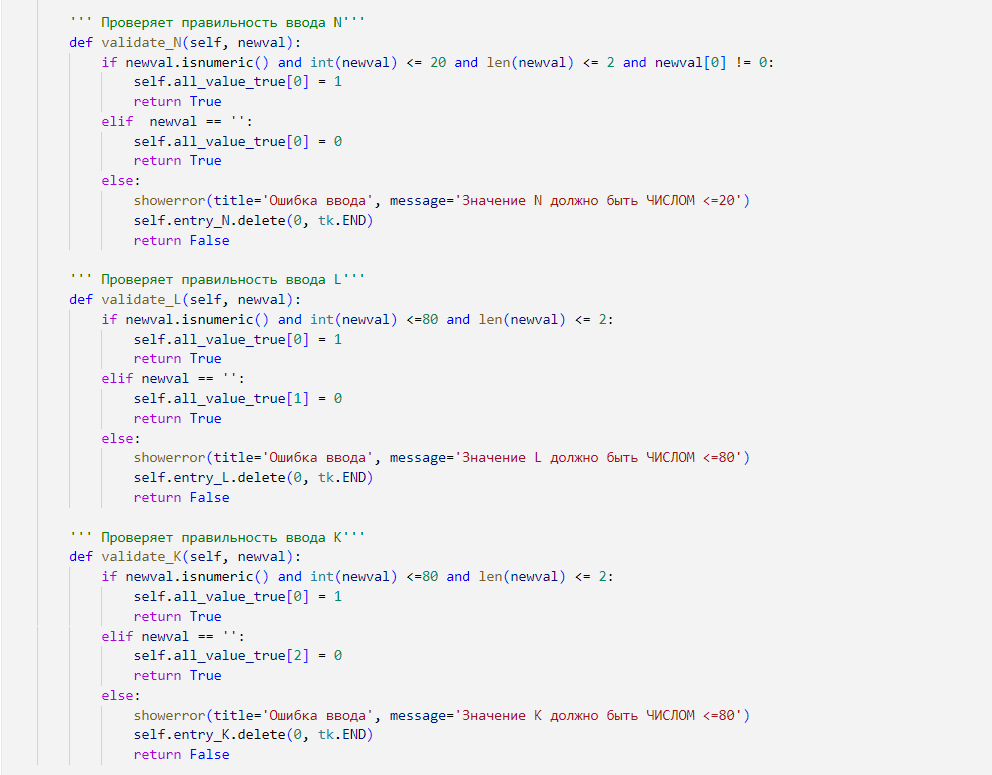 ''' Проверяет правильность ввода N'''
def validate_N(self, newval):
    if newval.isnumeric() and int(newval) <= 20 and len(newval) <= 2 and newval[0] != 0:
        self.all_value_true[0] = 1
        return True
    elif  newval == '':
        self.all_value_true[0] = 0
        return True
    else:
        showerror(title='Ошибка ввода', message='Значение N должно быть ЧИСЛОМ <=20')
        self.entry_N.delete(0, tk.END)
        return False
''' Проверяет правильность ввода L'''
def validate_L(self, newval):
    if newval.isnumeric() and int(newval) <=80 and len(newval) <= 2:
        self.all_value_true[0] = 1
        return True
    elif newval == '':
        self.all_value_true[1] = 0
        return True
    else:
        showerror(title='Ошибка ввода', message='Значение L должно быть ЧИСЛОМ <=80')
        self.entry_L.delete(0, tk.END)
        return False
''' Проверяет правильность ввода K'''
def validate_K(self, newval):
    if newval.isnumeric() and int(newval) <=80 and len(newval) <= 2:
        self.all_value_true[0] = 1
        return True
    elif newval == '':
        self.all_value_true[2] = 0
        return True
    else:
        showerror(title='Ошибка ввода', message='Значение K должно быть ЧИСЛОМ <=80')
        self.entry_K.delete(0, tk.END)
        return False